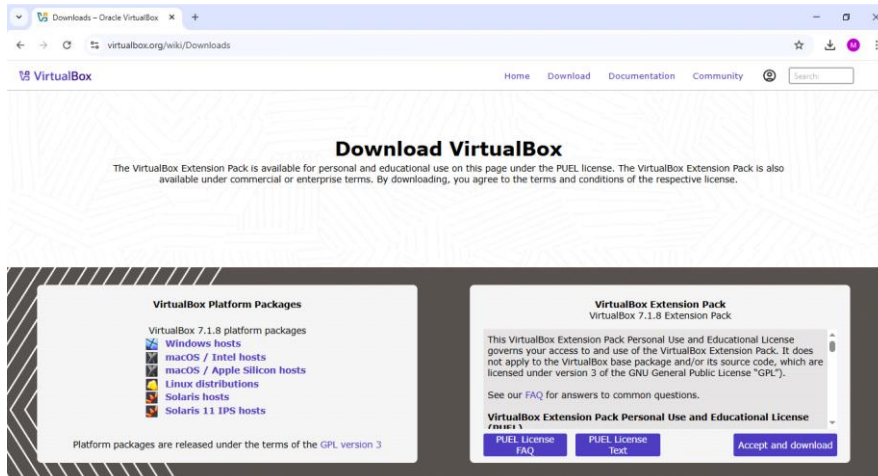 Downloads – Oracle VirtualBox
virtualbox.org/wiki/Downloads
M
VirtualBox
Home Download Documentation Community Search:
Download VirtualBox
The VirtualBox Extension Pack is available for personal and educational use on this page under the PUEL license. The VirtualBox Extension Pack is also
available under commercial or enterprise terms. By downloading, you agree to the terms and conditions of the respective license.
VirtualBox Platform Packages
VirtualBox 7.1.8 platform packages
Windows hosts
macOS / Intel hosts
macOS / Apple Silicon hosts
Linux distributions
Solaris hosts
Solaris 11 IPS hosts
Platform packages are released under the terms of the GPL version 3
VirtualBox Extension Pack
VirtualBox 7.1.8 Extension Pack
This VirtualBox Extension Pack Personal Use and Educational License
governs your access to and use of the VirtualBox Extension Pack. It does
not apply to the VirtualBox base package and/or its source code, which are
licensed under version 3 of the GNU General Public License “GPL”).
See our FAQ for answers to common questions.
VirtualBox Extension Pack Personal Use and Educational License
(PUEL)
PUEL License
FAQ
PUEL License
Text
Accept and download